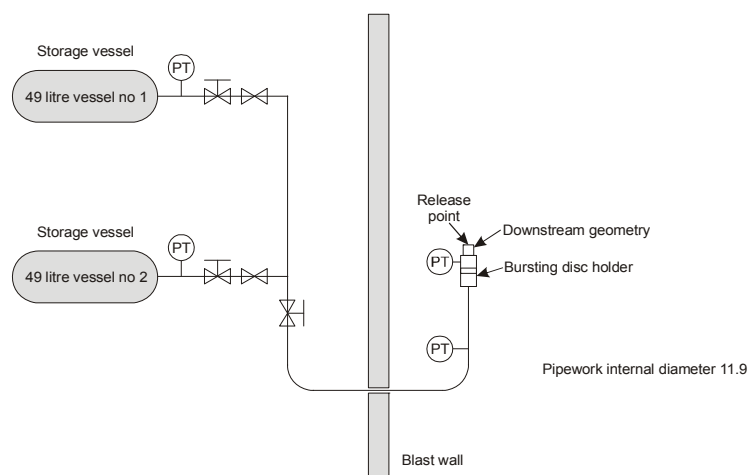 Storage vessel
PT
49 litre vessel no 1
Release
point
Downstream geometry
Storage vessel
PT
PT
Bursting disc holder
49 litre vessel no 2
PT
Pipework internal diameter 11.9
Blast wall